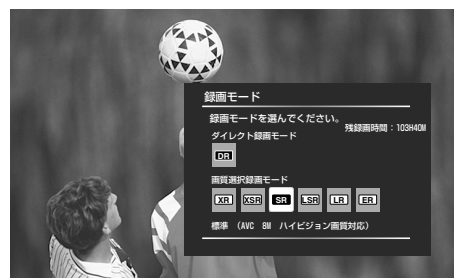 録画モード
録画モードを選んでください。
残録画時間：103H40M
ダイレクト録画モード
DR
画質選択録画モード
XR XSR SR LSR LR ER
標準 （AVC 8M ハイビジョン画質対応）